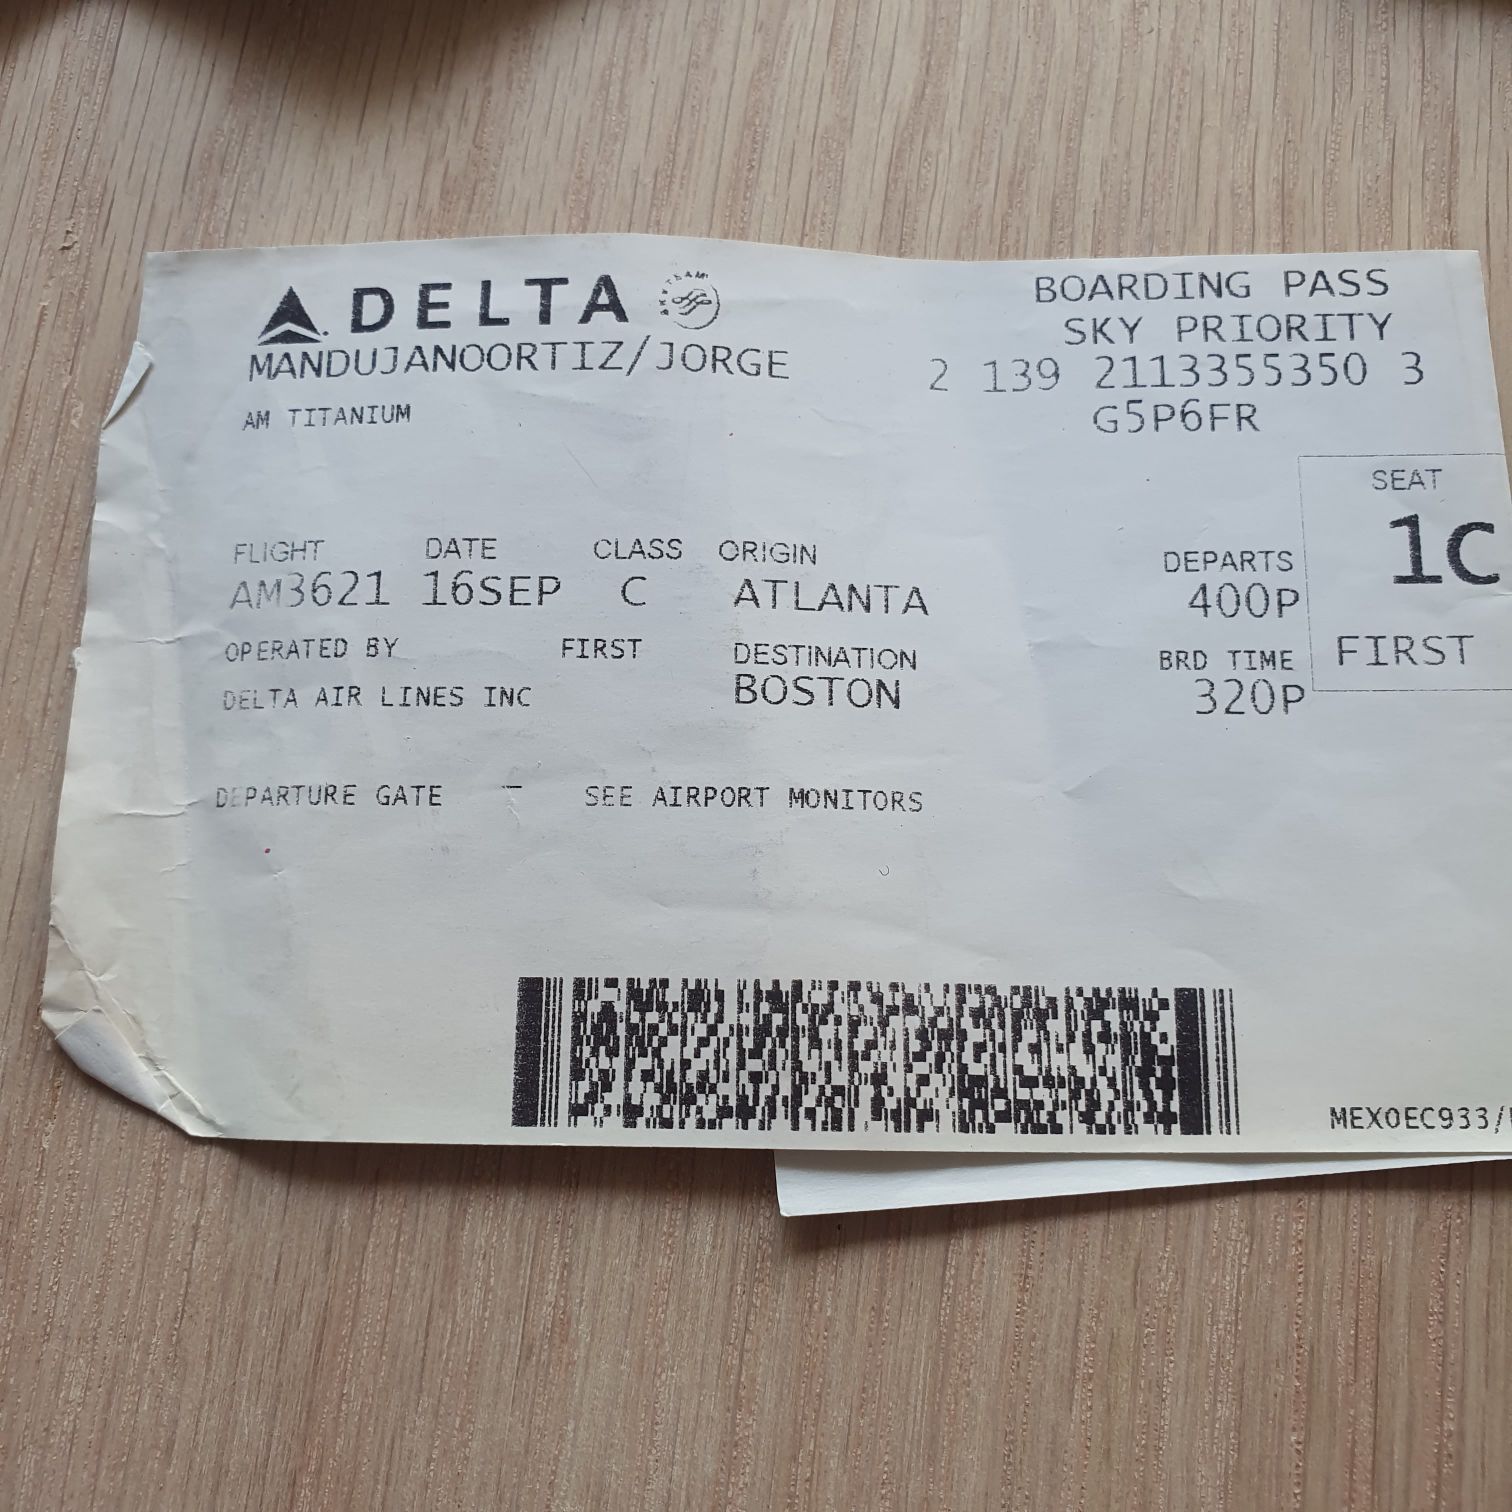 DELTA
BOARDING PASS
SKY PRIORITY
MANDUJANOORTIZ/JORGE
2 139 2113355350 3
AM TITANIUM
G5P6FR
SEAT
1C
FLIGHT DATE CLASS ORIGIN DEPARTS
AM3621 16SEP C ATLANTA 400P
OPERATED BY FIRST DESTINATION BRD TIME FIRST
DELTA AIR LINES INC BOSTON 320P
DEPARTURE GATE - SEE AIRPORT MONITORS
MEX0EC933/